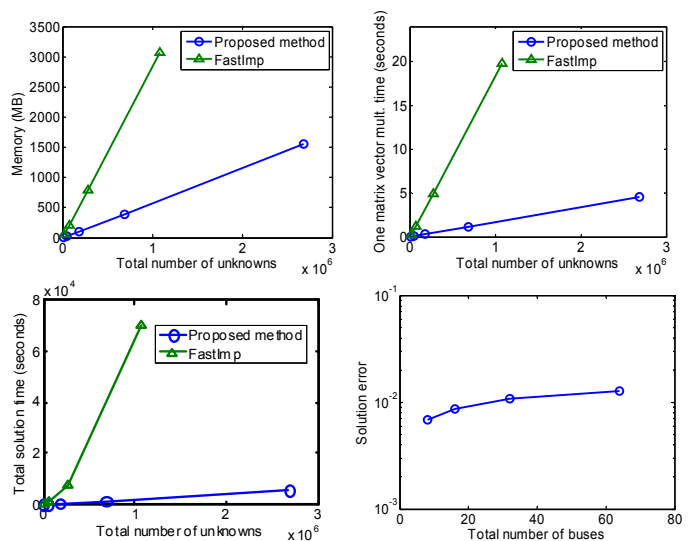 3500
3000
2500
2000
1500
1000
500
0
Memory (MB)
0 1 2 3
Total number of unknowns
x 10^6
Proposed method
FastImp
20
15
10
5
0
One matrix vector mult. time (seconds)
0 1 2 3
Total number of unknowns
x 10^6
Proposed method
FastImp
8 x 10^4
6
4
2
0
Total solution time (seconds)
0 1 2 3
Total number of unknowns
x 10^6
Proposed method
FastImp
10^-1
10^-2
10^-3
Solution error
0 20 40 60 80
Total number of buses